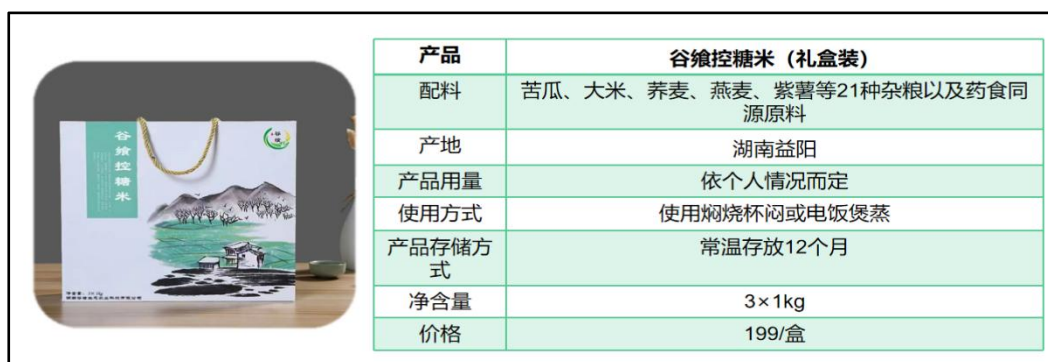 谷飨控糖米
产品 谷飨控糖米（礼盒装）
配料 苦瓜、大米、荞麦、燕麦、紫薯等21种杂粮以及药食同
源原料
产地 湖南益阳
产品用量 依个人情况而定
使用方式 使用焖烧杯闷或电饭煲蒸
产品存储方
式
常温存放12个月
净含量 3×1kg
价格 199/盒